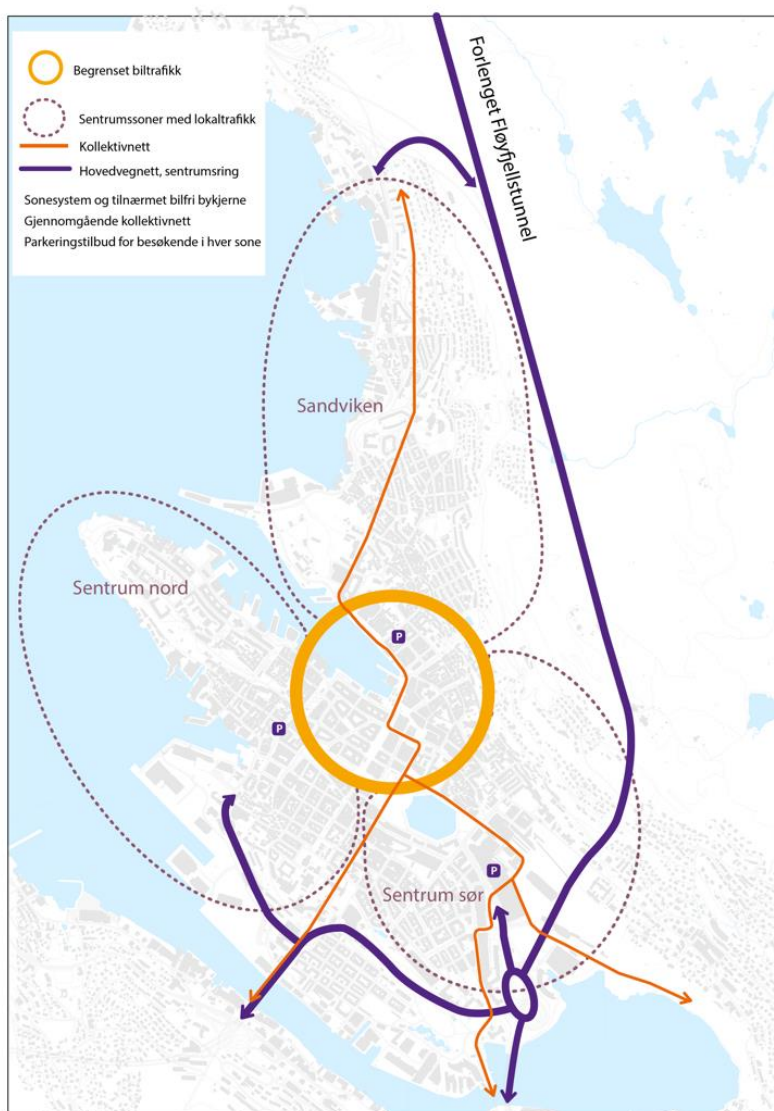 Begrenset biltrafikk
Sentrumssoner med lokaltrafikk
Kollektivnett
Hovedvegnett, sentrumsring
Sonesystem og tilnærmet bilfri bykjerne
Gjennomgående kollektivnett
Parkeringstilbud for besøkende i hver sone
Forlenget Fløyfjellstunnel
Sandviken
Sentrum nord
P
P
P
Sentrum sør